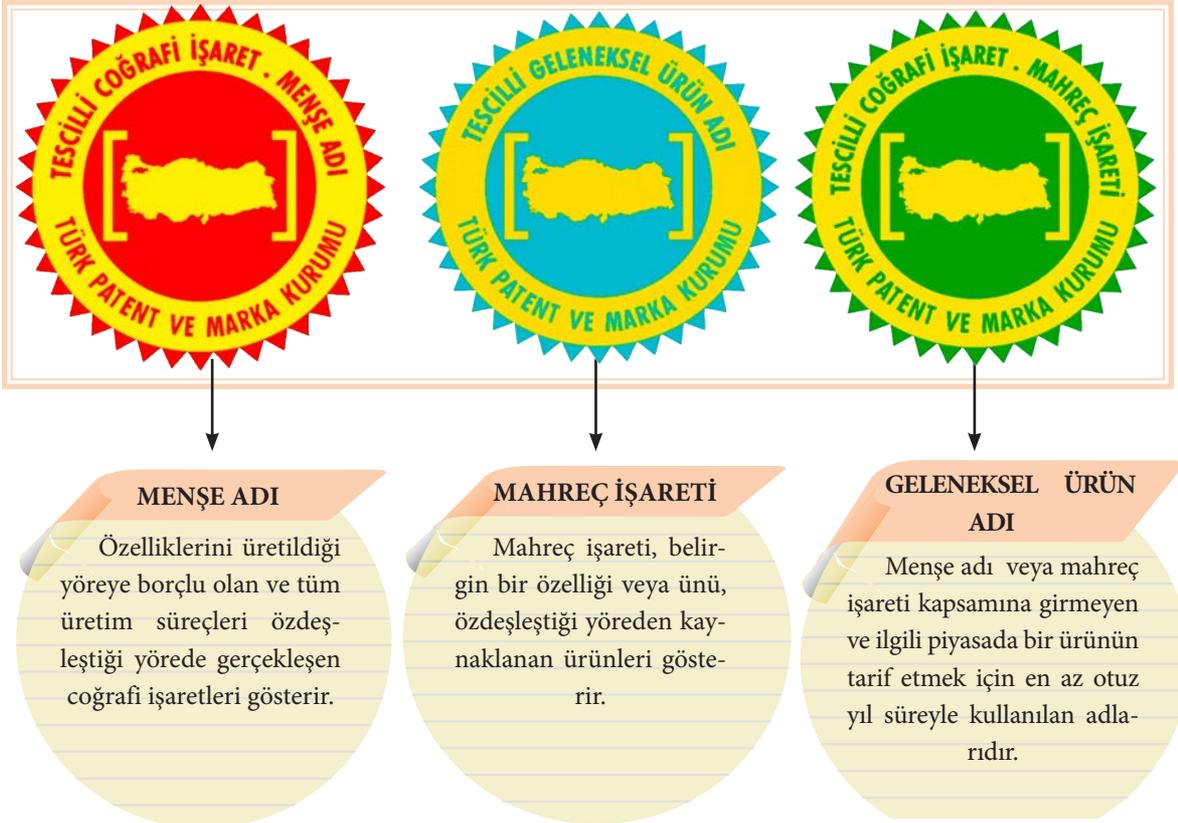 TESCİLLİ COĞRAFİ İŞARET . MENŞE ADI
TÜRK PATENT VE MARKA KURUMU
TESCİLLİ GELENEKSEL ÜRÜN ADI
TÜRK PATENT VE MARKA KURUMU
TESCİLLİ COĞRAFİ İŞARET . MAHREÇ İŞARETİ
TÜRK PATENT VE MARKA KURUMU
MENŞE ADI
Özelliklerini üretildiği
yöreye borçlu olan ve tüm
üretim süreçleri özdeş-
leştiği yörede gerçekleşen
coğrafi işaretleri gösterir.
MAHREÇ İŞARETİ
Mahreç işareti, belir-
gin bir özelliği veya ünü,
özdeşleştiği yöreden kay-
naklanan ürünleri göste-
rir.
GELENEKSEL ÜRÜN
ADI
Menşe adı veya mahreç
işareti kapsamına girmeyen
ve ilgili piyasada bir ürünün
tarif etmek için en az otuz
yıl süreyle kullanılan adla-
rıdır.